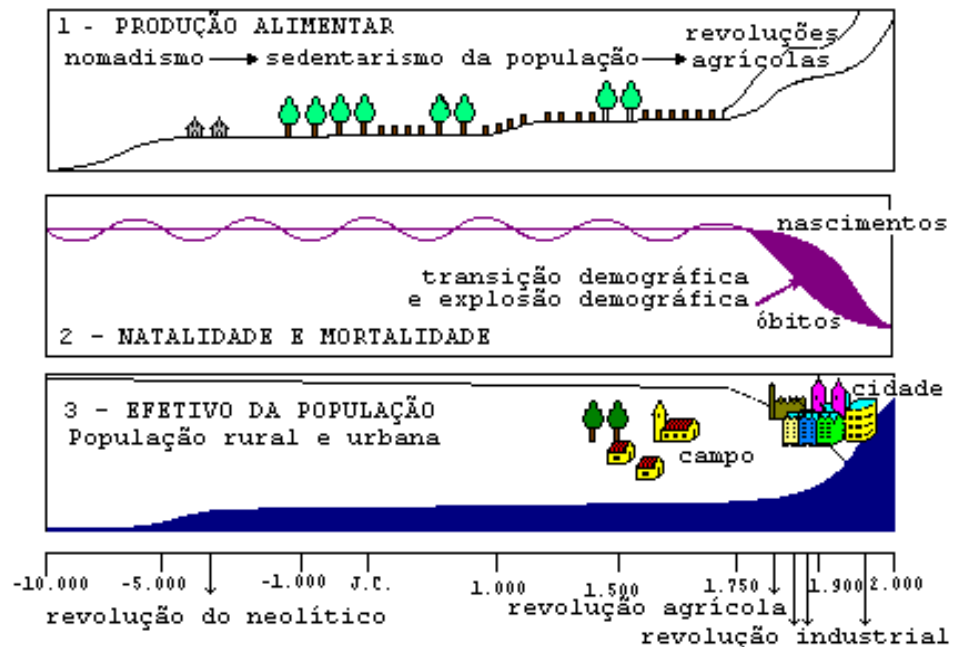 1 - PRODUÇÃO ALIMENTAR
revoluções
nomadismo sedentarismo da população agrícolas
nascimentos
transição demográfica
e explosão demográfica
óbitos
2 - NATALIDADE E MORTALIDADE
cidade
3 - EFETIVO DA POPULAÇÃO
População rural e urbana
campo
-10.000 -5.000 -1.000 J.C. 1.000 1.500 1.750 1.900 2.000
revolução do neolítico
revolução agrícola
revolução industrial